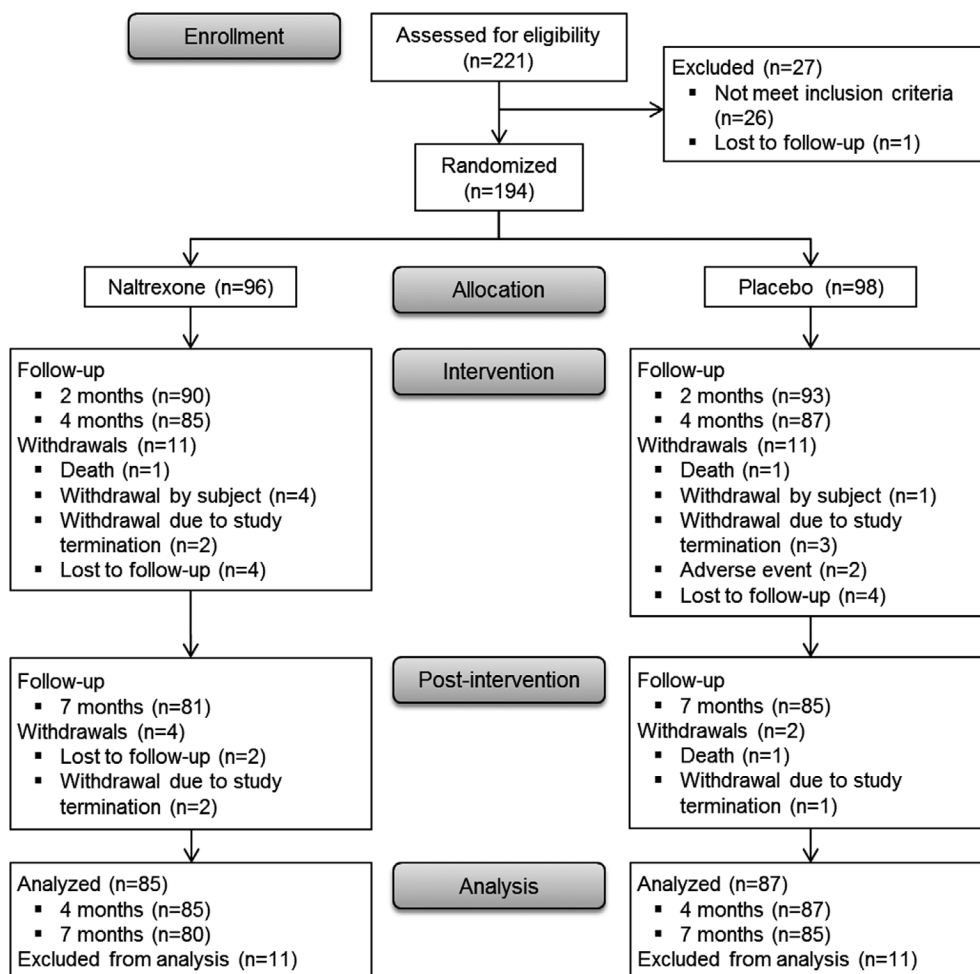 Enrollment
Assessed for eligibility
(n=221)
Excluded (n=27)
▪ Not meet inclusion criteria
(n=26)
▪ Lost to follow-up (n=1)
Randomized
(n=194)
Naltrexone (n=96)
Allocation
Placebo (n=98)
Intervention
Follow-up
▪ 2 months (n=90)
▪ 4 months (n=85)
Withdrawals (n=11)
▪ Death (n=1)
▪ Withdrawal by subject (n=4)
▪ Withdrawal due to study
termination (n=2)
▪ Lost to follow-up (n=4)
Follow-up
▪ 2 months (n=93)
▪ 4 months (n=87)
Withdrawals (n=11)
▪ Death (n=1)
▪ Withdrawal by subject (n=1)
▪ Withdrawal due to study
termination (n=3)
▪ Adverse event (n=2)
▪ Lost to follow-up (n=4)
Post-intervention
Follow-up
▪ 7 months (n=81)
Withdrawals (n=4)
▪ Lost to follow-up (n=2)
▪ Withdrawal due to study
termination (n=2)
Follow-up
▪ 7 months (n=85)
Withdrawals (n=2)
▪ Death (n=1)
▪ Withdrawal due to study
termination (n=1)
Analysis
Analyzed (n=85)
▪ 4 months (n=85)
▪ 7 months (n=80)
Excluded from analysis (n=11)
Analyzed (n=87)
▪ 4 months (n=87)
▪ 7 months (n=85)
Excluded from analysis (n=11)